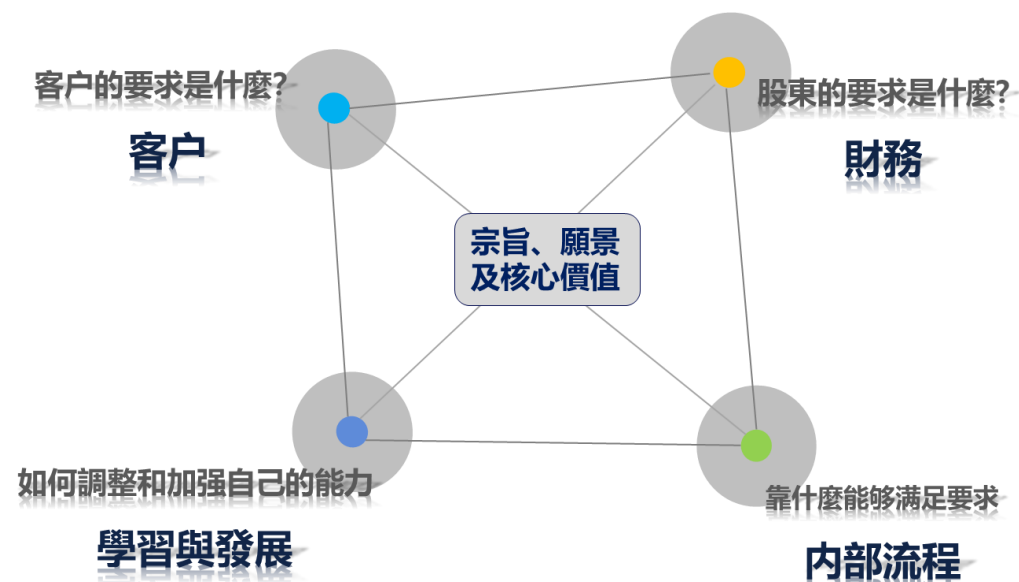 客户的要求是什麼?
客户
股東的要求是什麼?
財務
宗旨、願景
及核心價值
如何調整和加强自己的能力
學習與發展
靠什麼能够满足要求
内部流程